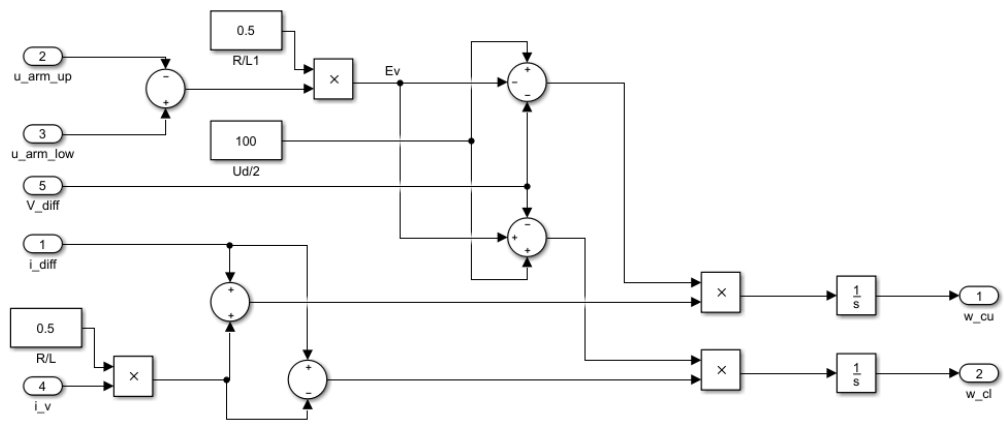 0.5
R/L1
2
u_arm_up
−
+
×
Ev
+
−
−
3
u_arm_low
100
Ud/2
5
V_diff
−
+
+
1
i_diff
+
+
×
1
s
1
w_cu
0.5
R/L
×
4
i_v
+
−
×
1
s
2
w_cl